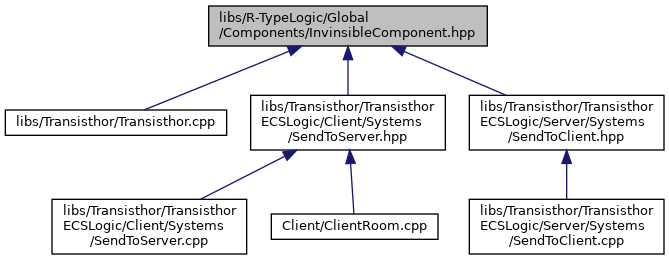 libs/R-TypeLogic/Global
/Components/InvinsibleComponent.hpp
libs/Transisthor/Transisthor.cpp
libs/Transisthor/Transisthor
ECSLogic/Client/Systems
/SendToServer.hpp
libs/Transisthor/Transisthor
ECSLogic/Server/Systems
/SendToClient.hpp
libs/Transisthor/Transisthor
ECSLogic/Client/Systems
/SendToServer.cpp
Client/ClientRoom.cpp
libs/Transisthor/Transisthor
ECSLogic/Server/Systems
/SendToClient.cpp